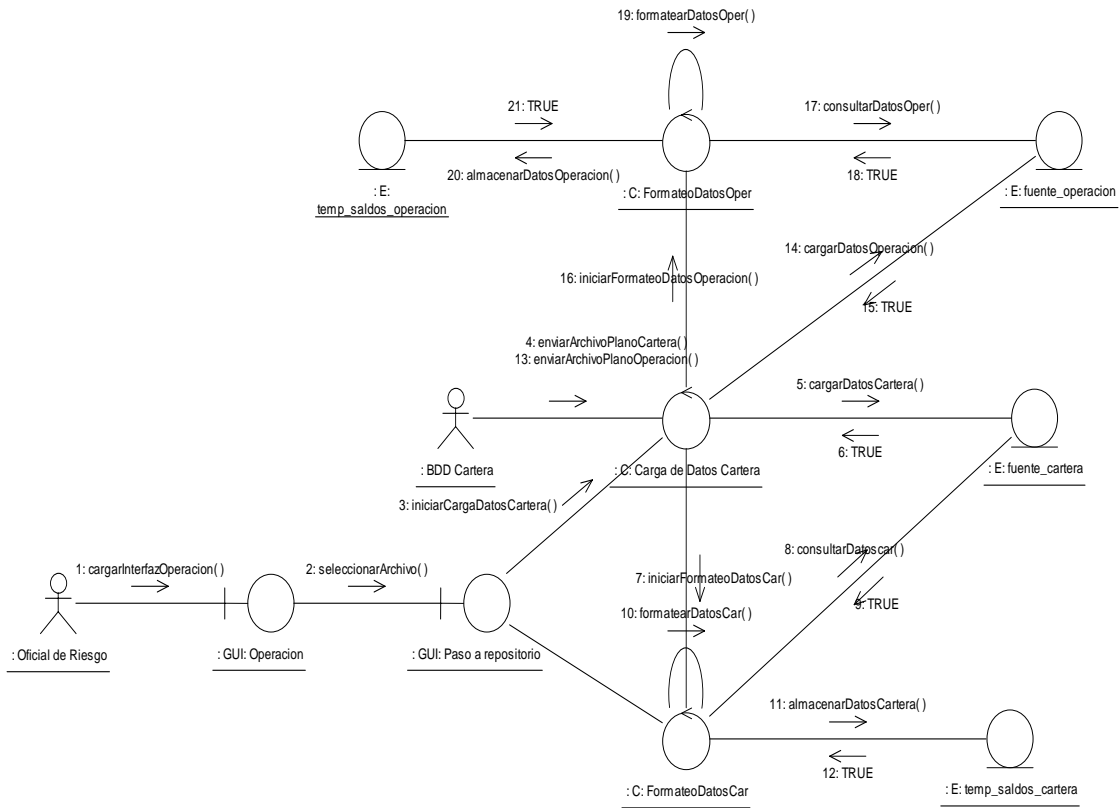 19: formatearDatosOper( )
21: TRUE
17: consultarDatosOper( )
20: almacenarDatosOperacion( )
18: TRUE
: E:
temp_saldos_operacion
: C: FormateoDatosOper
: E: fuente_operacion
14: cargarDatosOperacion( )
16: iniciarFormateoDatosOperacion( )
15: TRUE
4: enviarArchivoPlanoCartera( )
13: enviarArchivoPlanoOperacion( )
5: cargarDatosCartera( )
6: TRUE
: BDD Cartera
: C: Carga de Datos Cartera
: E: fuente_cartera
3: iniciarCargaDatosCartera( )
8: consultarDatoscar( )
1: cargarInterfazOperacion( )
2: seleccionarArchivo( )
7: iniciarFormateoDatosCar( )
10: formatearDatosCar( )
9: TRUE
: Oficial de Riesgo
: GUI: Operacion
: GUI: Paso a repositorio
11: almacenarDatosCartera( )
12: TRUE
: C: FormateoDatosCar
: E: temp_saldos_cartera